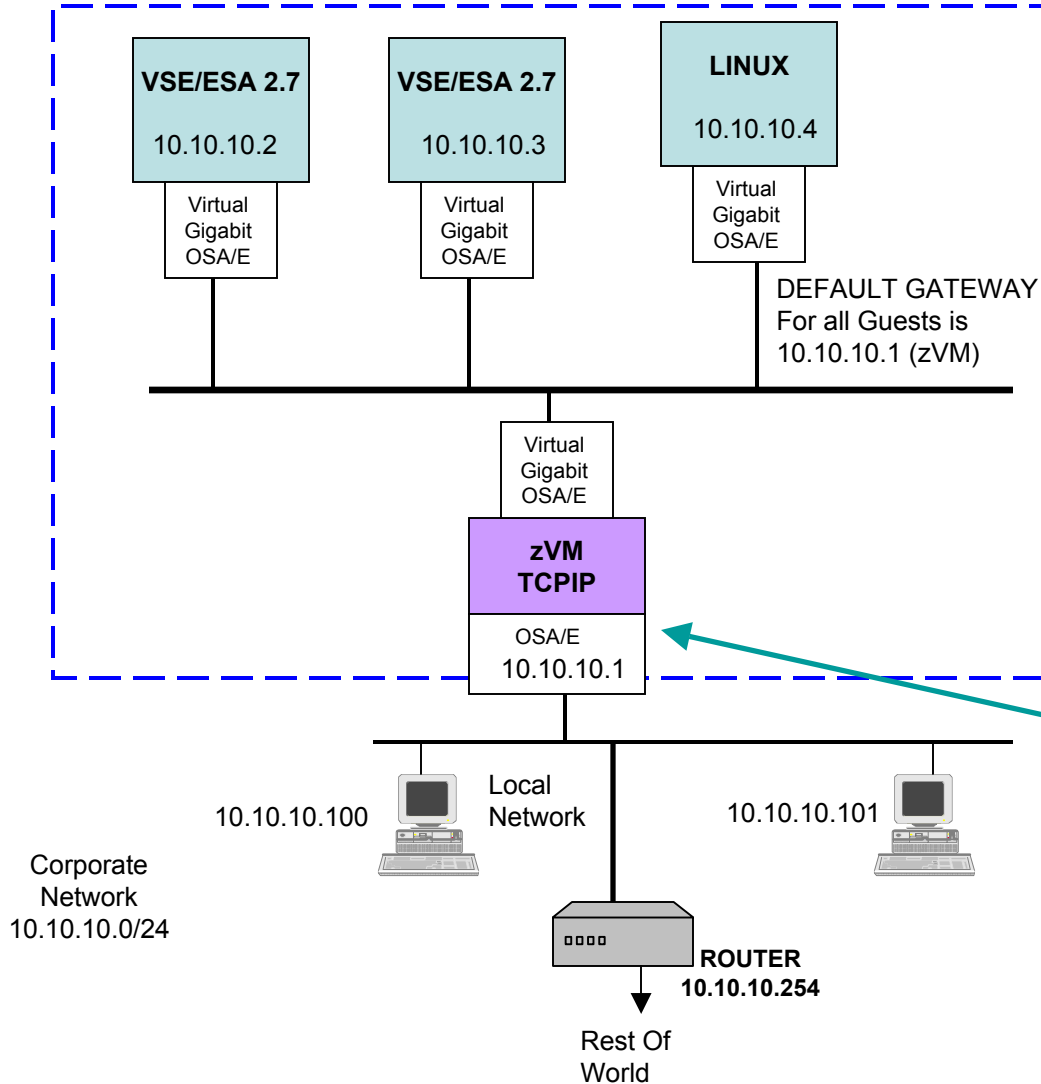 VSE/ESA 2.7
10.10.10.2
VSE/ESA 2.7
10.10.10.3
LINUX
10.10.10.4
Virtual
Gigabit
OSA/E
Virtual
Gigabit
OSA/E
Virtual
Gigabit
OSA/E
DEFAULT GATEWAY
For all Guests is
10.10.10.1 (zVM)
Virtual
Gigabit
OSA/E
zVM
TCPIP
OSA/E
10.10.10.1
10.10.10.100
Local
Network
10.10.10.101
Corporate
Network
10.10.10.0/24
ROUTER
10.10.10.254
Rest Of
World